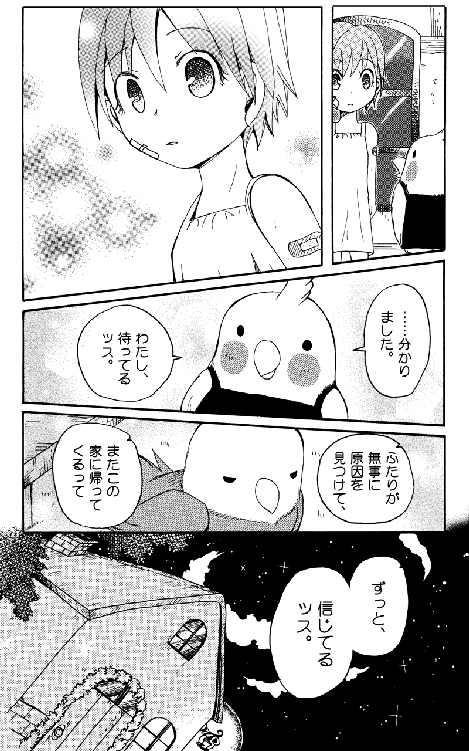 ……分かり
ました。
わたし、
待ってる
ツス。
ふたりが
無事に
原因を
見つけて、
またこの
家に帰って
くるって
ずっと、
信じてる
ツス。